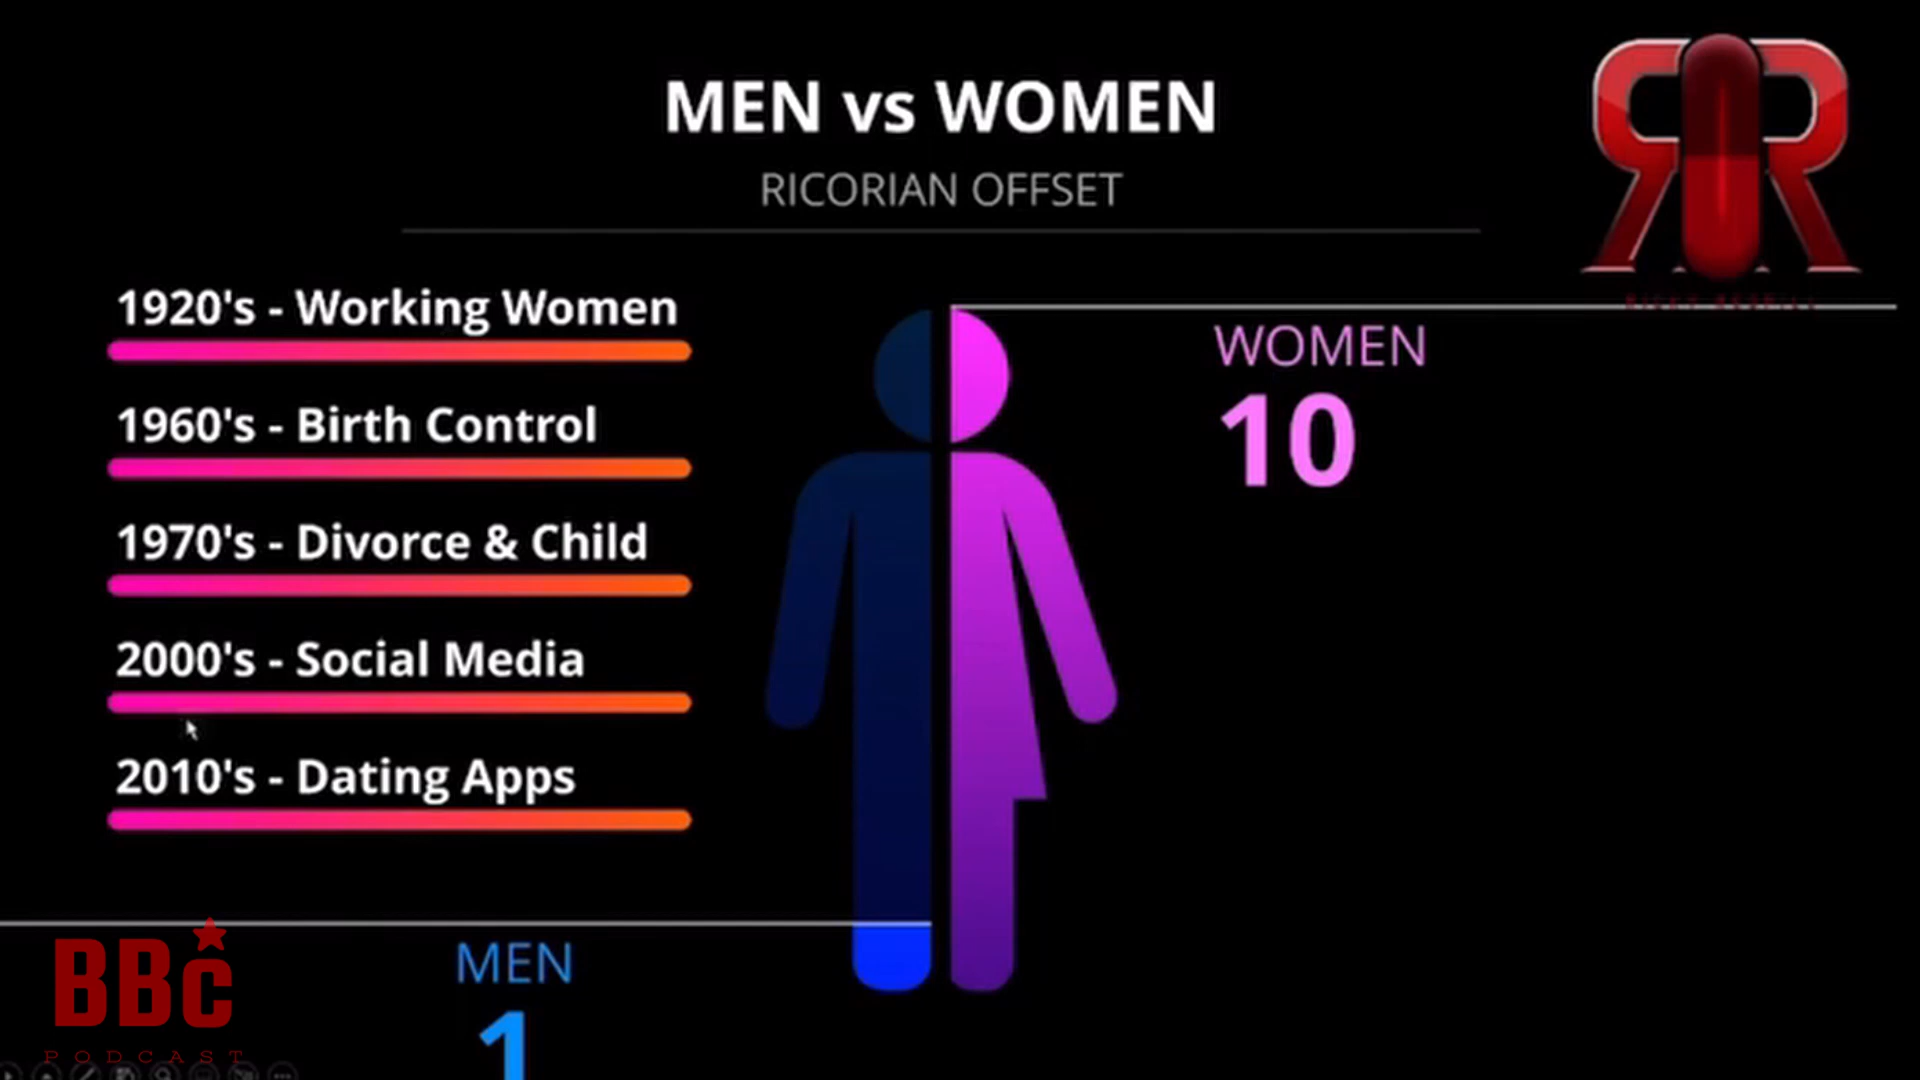 MEN vs WOMEN
RICORIAN OFFSET
1920's - Working Women
1960's - Birth Control
1970's - Divorce & Child
2000's - Social Media
2010's - Dating Apps
WOMEN
10
MEN
1
BBC
PODCAST